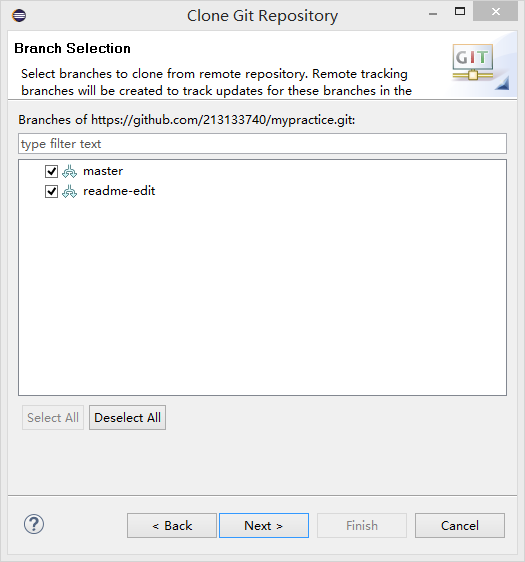 Clone Git Repository
Branch Selection
Select branches to clone from remote repository. Remote tracking
branches will be created to track updates for these branches in the
GIT
Branches of https://github.com/213133740/mypractice.git:
type filter text
master
readme-edit
Select All
Deselect All
?
< Back
Next >
Finish
Cancel